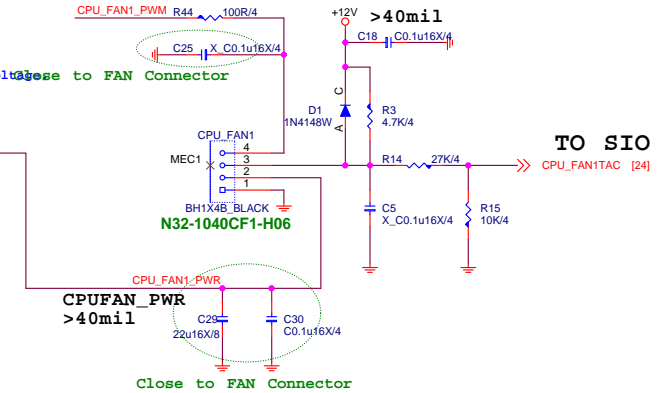 CPU_FAN1_PWM R44 100R/4
+12V >40mil
C25 X_C0.1u16X/4
C18 C0.1u16X/4
Close to FAN Connector
D1 C
1N4148W A
R3
4.7K/4
CPU_FAN1
MEC1
4
3
2
1
BH1X4B_BLACK
N32-1040CF1-H06
R14 27K/4
TO SIO
CPU_FAN1TAC [24]
C5
X_C0.1u16X/4
R15
10K/4
CPU_FAN1_PWR
CPUFAN_PWR
>40mil
C29
22u16X/8
C30
C0.1u16X/4
Close to FAN Connector